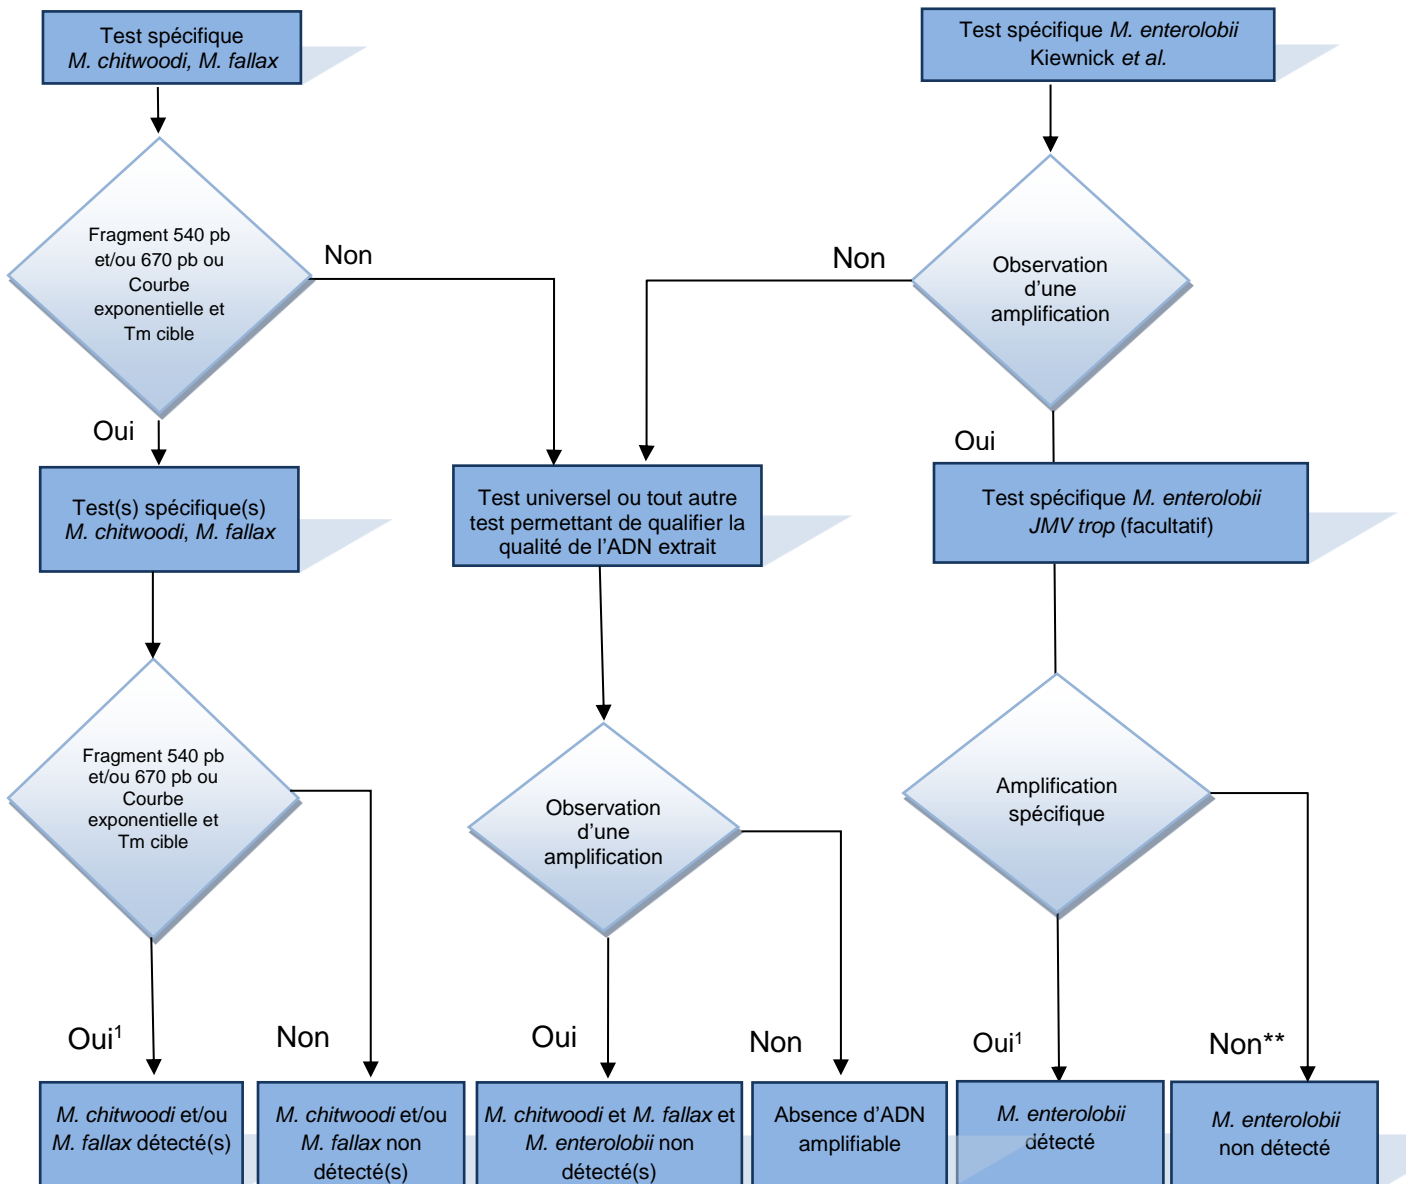 Test spécifique
M. chitwoodi, M. fallax
Test spécifique M. enterolobii
Kiewnick et al.
Fragment 540 pb
et/ou 670 pb ou
Courbe
exponentielle et
Tm cible
Non
Non
Observation
d'une
amplification
Oui
Oui
Test(s) spécifique(s)
M. chitwoodi, M. fallax
Test universel ou tout autre
test permettant de qualifier la
qualité de l'ADN extrait
Test spécifique M. enterolobii
JMV trop (facultatif)
Fragment 540 pb
et/ou 670 pb ou
Courbe
exponentielle et
Tm cible
Observation
d'une
amplification
Amplification
spécifique
Oui¹
Non
Oui
Non
Oui¹
Non**
M. chitwoodi et/ou
M. fallax détecté(s)
M. chitwoodi et/ou
M. fallax non
détecté(s)
M. chitwoodi et M. fallax et
M. enterolobii non
détecté(s)
Absence d'ADN
amplifiable
M. enterolobii
détecté
M. enterolobii
non détecté